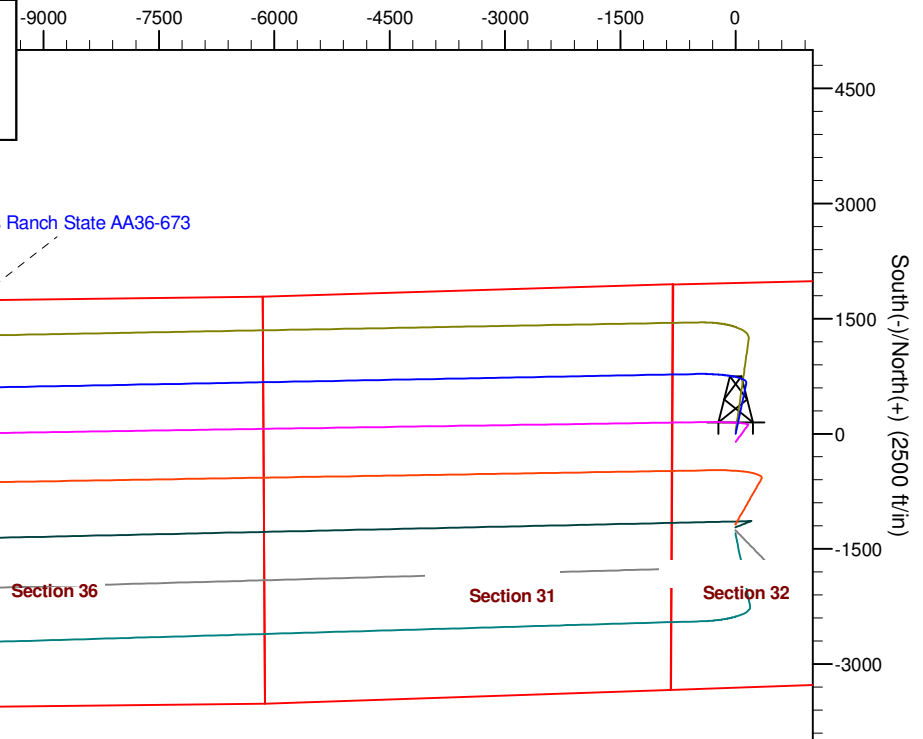 -9000 -7500 -6000 -4500 -3000 -1500 0
4500
3000
Ranch State AA36-673
1500
0
-1500
-3000
South(-)/North(+) (2500 ft/in)
Section 36
Section 31
Section 32